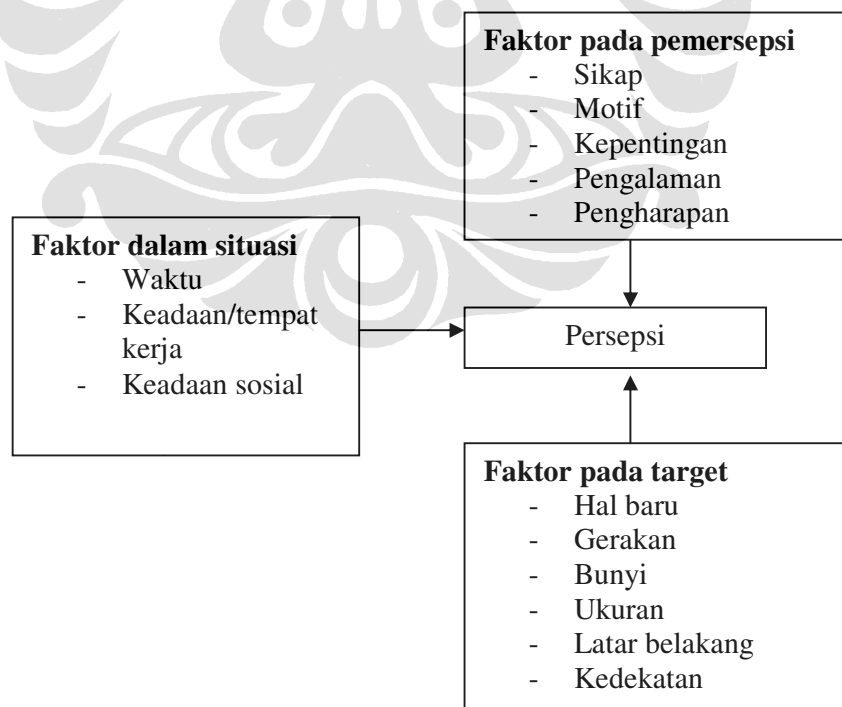 Faktor pada pemersepsi
- Sikap
- Motif
- Kepentingan
- Pengalaman
- Pengharapan
Faktor dalam situasi
- Waktu
- Keadaan/tempat
kerja
- Keadaan sosial
Persepsi
Faktor pada target
- Hal baru
- Gerakan
- Bunyi
- Ukuran
- Latar belakang
- Kedekatan